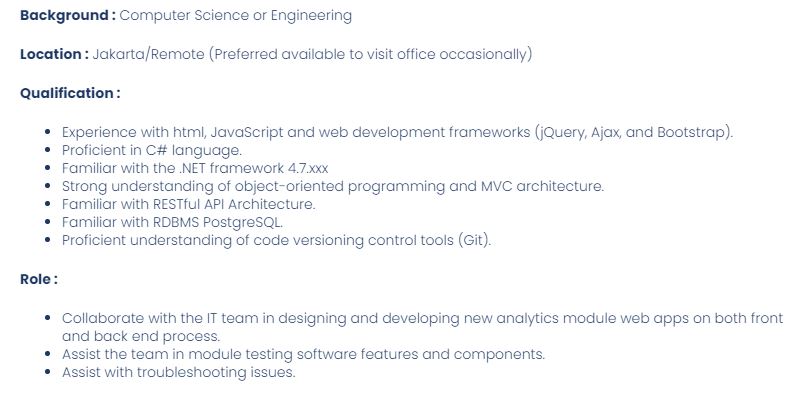 Background : Computer Science or Engineering
Location : Jakarta/Remote (Preferred available to visit office occasionally)
Qualification :
• Experience with html, JavaScript and web development frameworks (jQuery, Ajax, and Bootstrap).
• Proficient in C# language.
• Familiar with the .NET framework 4.7.xxx
• Strong understanding of object-oriented programming and MVC architecture.
• Familiar with RESTful API Architecture.
• Familiar with RDBMS PostgreSQL.
• Proficient understanding of code versioning control tools (Git).
Role :
• Collaborate with the IT team in designing and developing new analytics module web apps on both front
and back end process.
• Assist the team in module testing software features and components.
• Assist with troubleshooting issues.